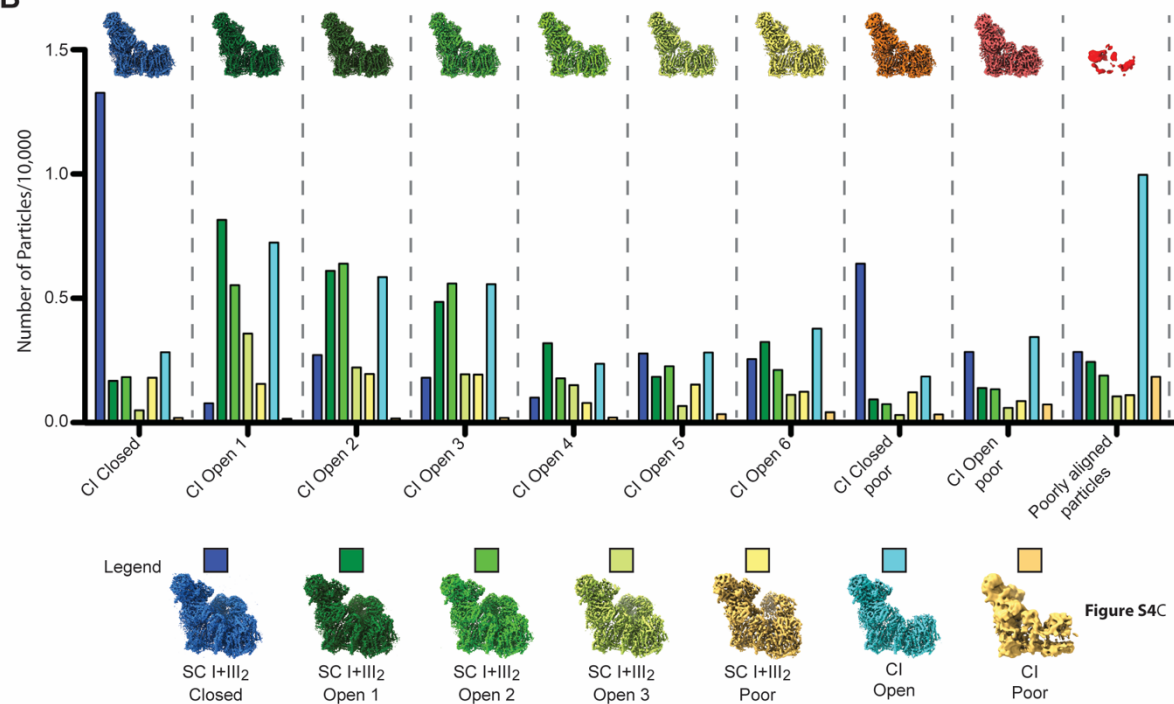 B
Number of Particles/10,000
1.5
1.0
0.5
0.0
CI Closed
CI Open 1
CI Open 2
CI Open 3
CI Open 4
CI Open 5
CI Open 6
CI Closed
poor
CI Open
poor
Poorly aligned
particles
Legend
Figure S4C
SC I+III₂
Closed
SC I+III₂
Open 1
SC I+III₂
Open 2
SC I+III₂
Open 3
SC I+III₂
Poor
CI
Open
CI
Poor